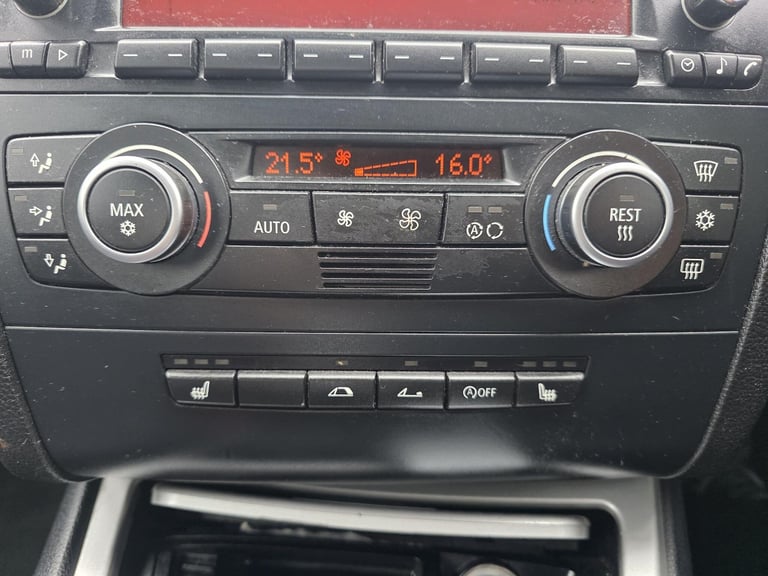 m
21.5° 16.0°
MAX AUTO A REST
A OFF